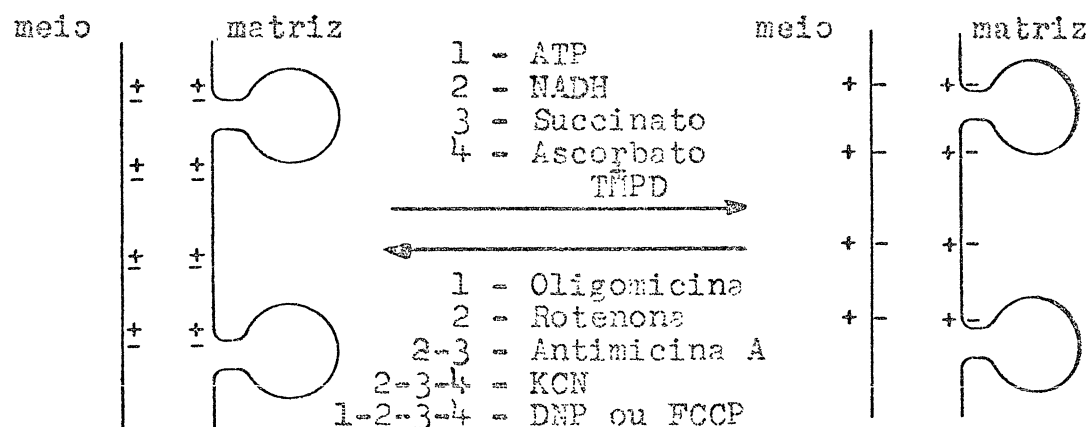 meio matriz
1 - ATP
2 - NADH
3 - Succinato
4 - Ascorbato
+
TMPD
1 - Oligomicina
2 - Rotenona
2-3 - Antimicina A
2-3-4 - KCN
1-2-3-4 - DNP ou FCCP
meio matriz
± ±
± ±
± ±
± ±
+ - + -
+ - + -
+ - + -
+ - + -